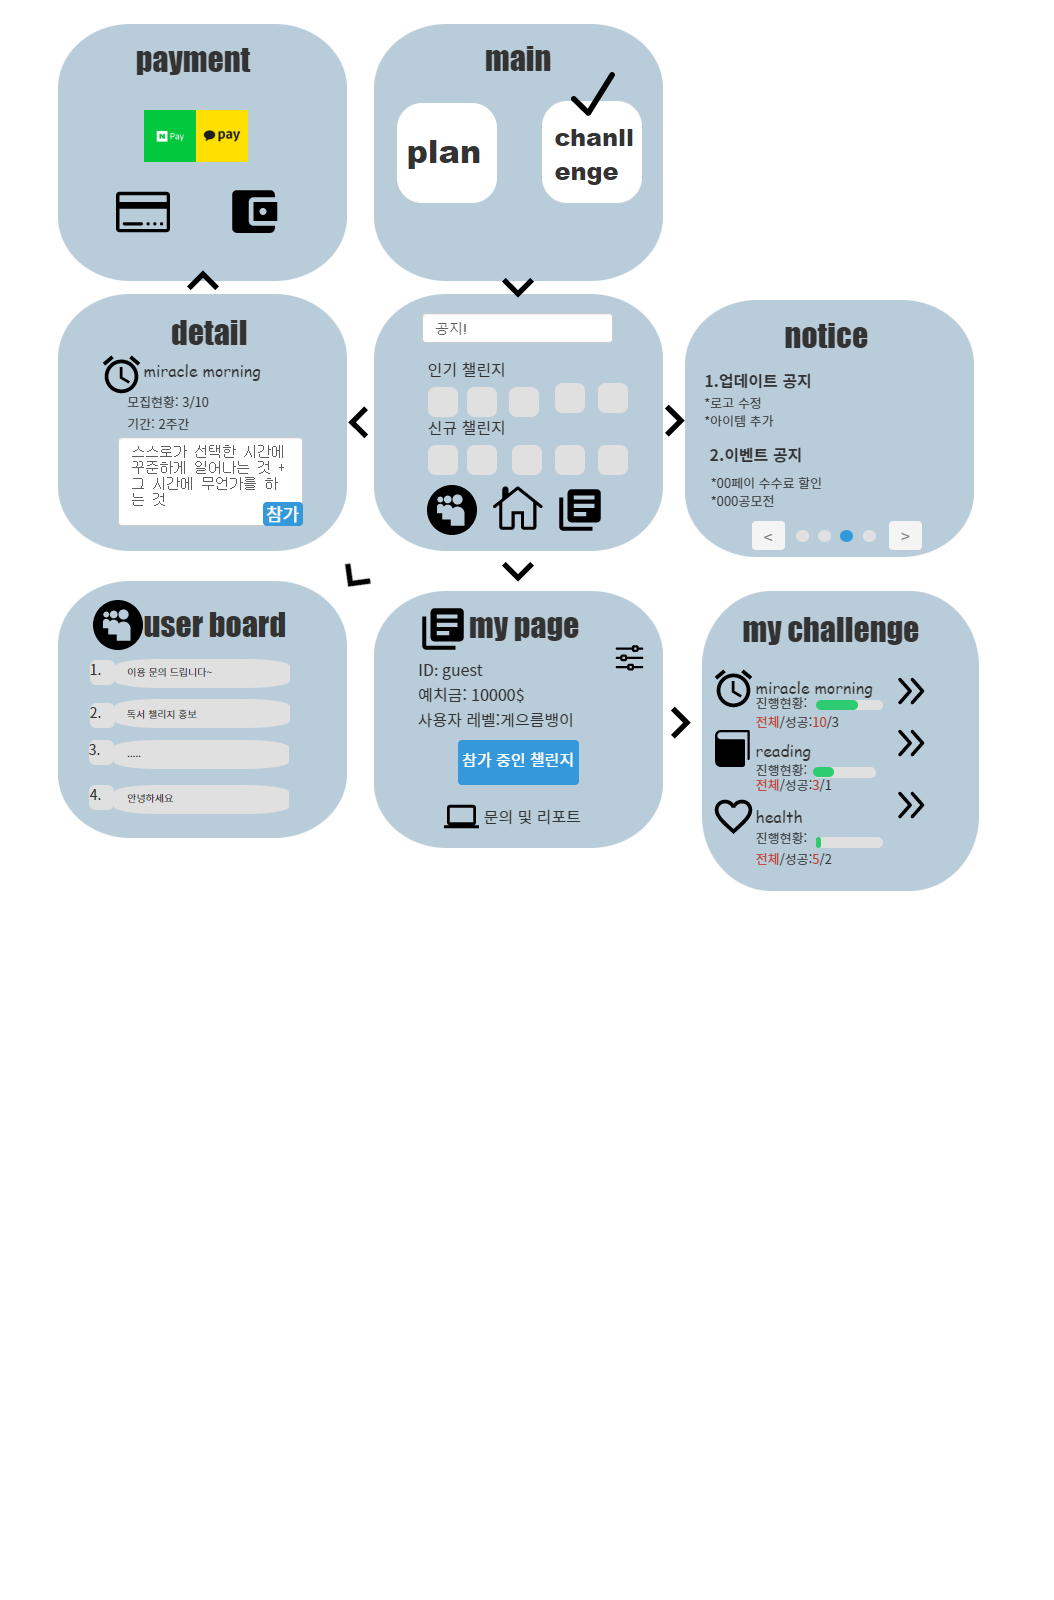 payment
N Pay
pay
main
plan
chanll
enge
detail
miracle morning
모집현황: 3/10
기간: 2주간
스스로가 선택한 시간에
꾸준하게 일어나는 것 +
그 시간에 무언가를 하
는 것
참가
공지!
인기 챌린지
신규 챌린지
notice
1.업데이트 공지
*로고 수정
*아이템 추가
2.이벤트 공지
*00페이 수수료 할인
*000공모전
<
>
user board
1. 이용 문의 드립니다~
2. 독서 챌리지 홍보
3. .....
4. 안녕하세요
my page
ID: guest
예치금: 10000$
사용자 레벨:게으름뱅이
참가 중인 챌린지
문의 및 리포트
my challenge
miracle morning
진행현황:
전체/성공:10/3
reading
진행현황:
전체/성공:3/1
health
진행현황:
전체/성공:5/2